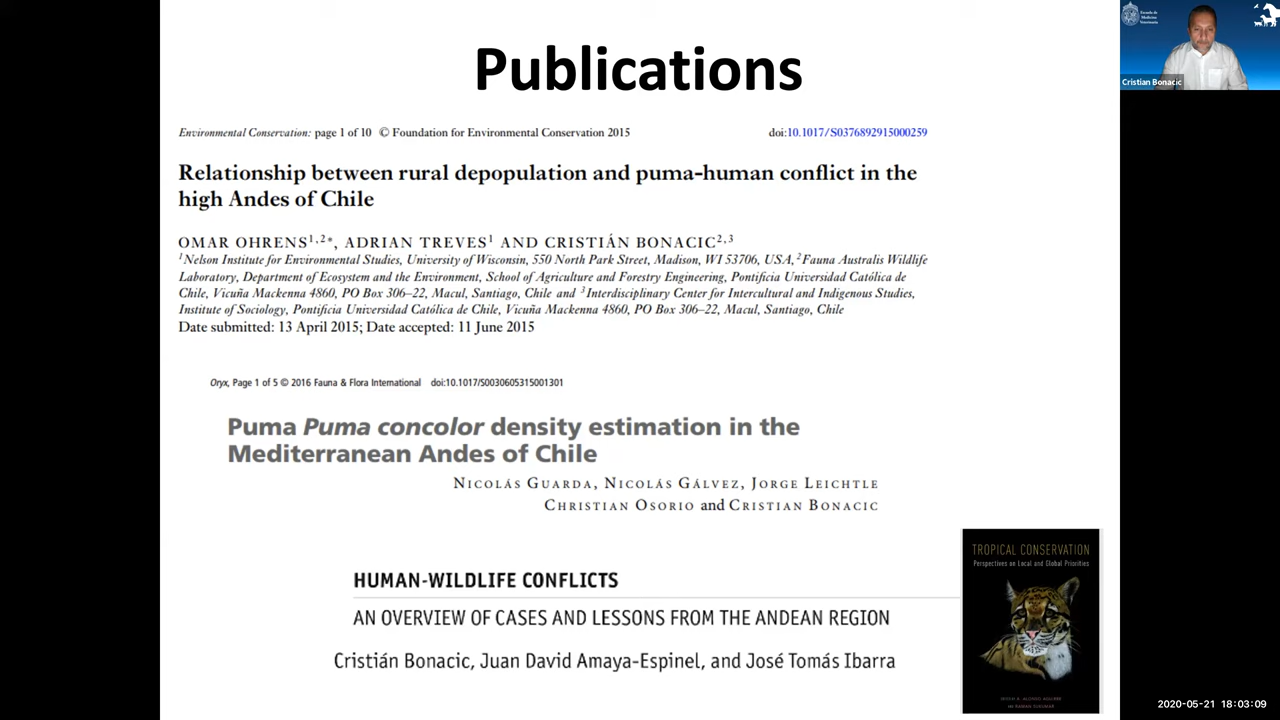 Publications
Escuela de
Medicina
Veterinaria
Cristian Bonacic
Environmental Conservation: page 1 of 10 © Foundation for Environmental Conservation 2015
doi:10.1017/S0376892915000259
Relationship between rural depopulation and puma-human conflict in the
high Andes of Chile
OMAR OHRENS1,2*, ADRIAN TREVES1 AND CRISTIÁN BONACIC2,3
1Nelson Institute for Environmental Studies, University of Wisconsin, 550 North Park Street, Madison, WI 53706, USA, 2Fauna Australis Wildlife
Laboratory, Department of Ecosystem and the Environment, School of Agriculture and Forestry Engineering, Pontificia Universidad Católica de
Chile, Vicuña Mackenna 4860, PO Box 306–22, Macul, Santiago, Chile and 3Interdisciplinary Center for Intercultural and Indigenous Studies,
Institute of Sociology, Pontificia Universidad Católica de Chile, Vicuña Mackenna 4860, PO Box 306–22, Macul, Santiago, Chile
Date submitted: 13 April 2015; Date accepted: 11 June 2015
Oryx, Page 1 of 5 © 2016 Fauna & Flora International doi:10.1017/S0030605315001301
Puma Puma concolor density estimation in the
Mediterranean Andes of Chile
NICOLÁS GUARDA, NICOLÁS GÁLVEZ, JORGE LEICHTLE
CHRISTIAN OSORIO and CRISTIAN BONACIC
HUMAN-WILDLIFE CONFLICTS
AN OVERVIEW OF CASES AND LESSONS FROM THE ANDEAN REGION
Cristián Bonacic, Juan David Amaya-Espinel, and José Tomás Ibarra
TROPICAL CONSERVATION
Perspectives on Local and Global Priorities
2020-05-21 18:03:09